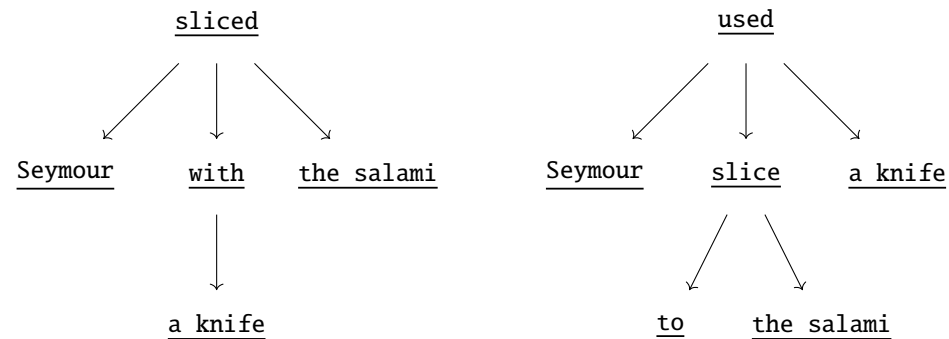 sliced
used
Seymour with the salami
Seymour slice a knife
a knife
to the salami